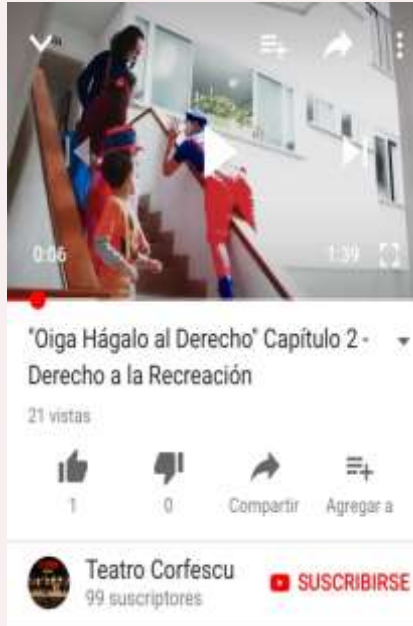 0:06
1:39
"Oiga Hágalo al Derecho" Capítulo 2 -
Derecho a la Recreación
21 vistas
1
0
Compartir
Agregar a
Teatro Corfescu
SUSCRIBIRSE
99 suscriptores